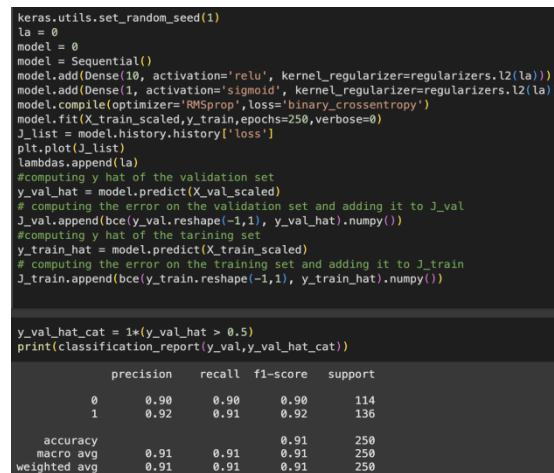 keras.utils.set_random_seed(1)
la = 0
model = 0
model = Sequential()
model.add(Dense(10, activation='relu', kernel_regularizer=regularizers.l2(la)))
model.add(Dense(1, activation='sigmoid', kernel_regularizer=regularizers.l2(la)
model.compile(optimizer='RMSprop',loss='binary_crossentropy')
model.fit(X_train_scaled,y_train,epochs=250,verbose=0)
J_list = model.history.history['loss']
plt.plot(J_list)
lambdas.append(la)
#computing y hat of the validation set
y_val_hat = model.predict(X_val_scaled)
# computing the error on the validation set and adding it to J_val
J_val.append(bce(y_val.reshape(-1,1), y_val_hat).numpy())
#computing y hat of the tarining set
y_train_hat = model.predict(X_train_scaled)
# computing the error on the training set and adding it to J_train
J_train.append(bce(y_train.reshape(-1,1), y_train_hat).numpy())
y_val_hat_cat = 1*(y_val_hat > 0.5)
print(classification_report(y_val,y_val_hat_cat))
precision recall f1-score support
0 0.90 0.90 0.90 114
1 0.92 0.91 0.92 136
accuracy 0.91 250
macro avg 0.91 0.91 0.91 250
weighted avg 0.91 0.91 0.91 250